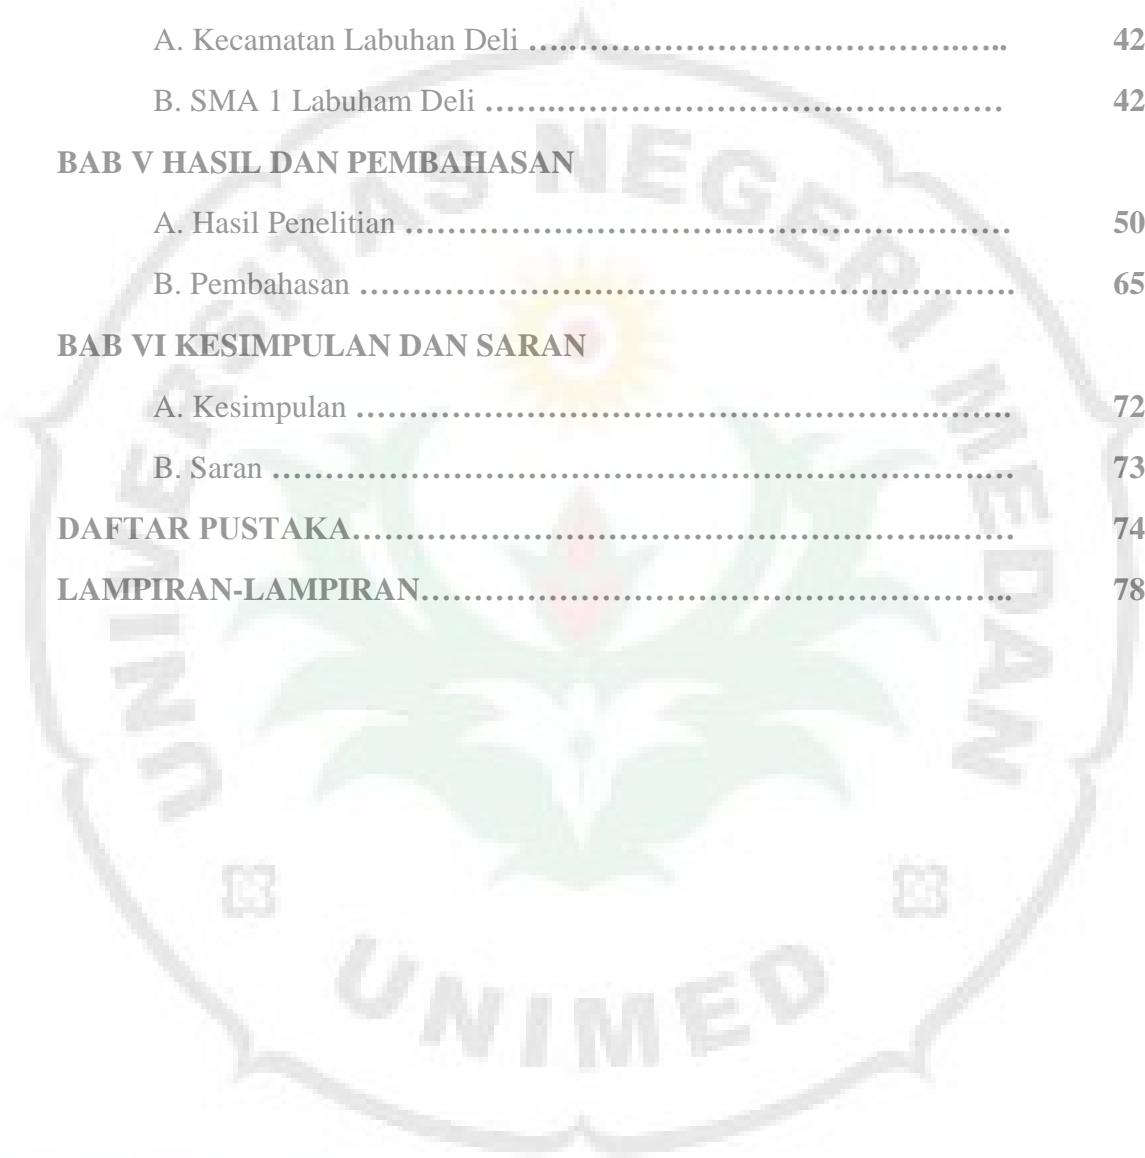 A. Kecamatan Labuhan Deli ….……………………………………….….. 42
B. SMA 1 Labuham Deli …….…………………………………………… 42
BAB V HASIL DAN PEMBAHASAN
A. Hasil Penelitian …………………………………………………………. 50
B. Pembahasan ……………………………………………….……………. 65
BAB VI KESIMPULAN DAN SARAN
A. Kesimpulan ……………………………………………………….……. 72
B. Saran ………………………………………………………………….… 73
DAFTAR PUSTAKA………………………………………………………...…… 74
LAMPIRAN-LAMPIRAN………………………………………………….. 78
UNIVERSITAS NEGERI MEDAN
UNIMED